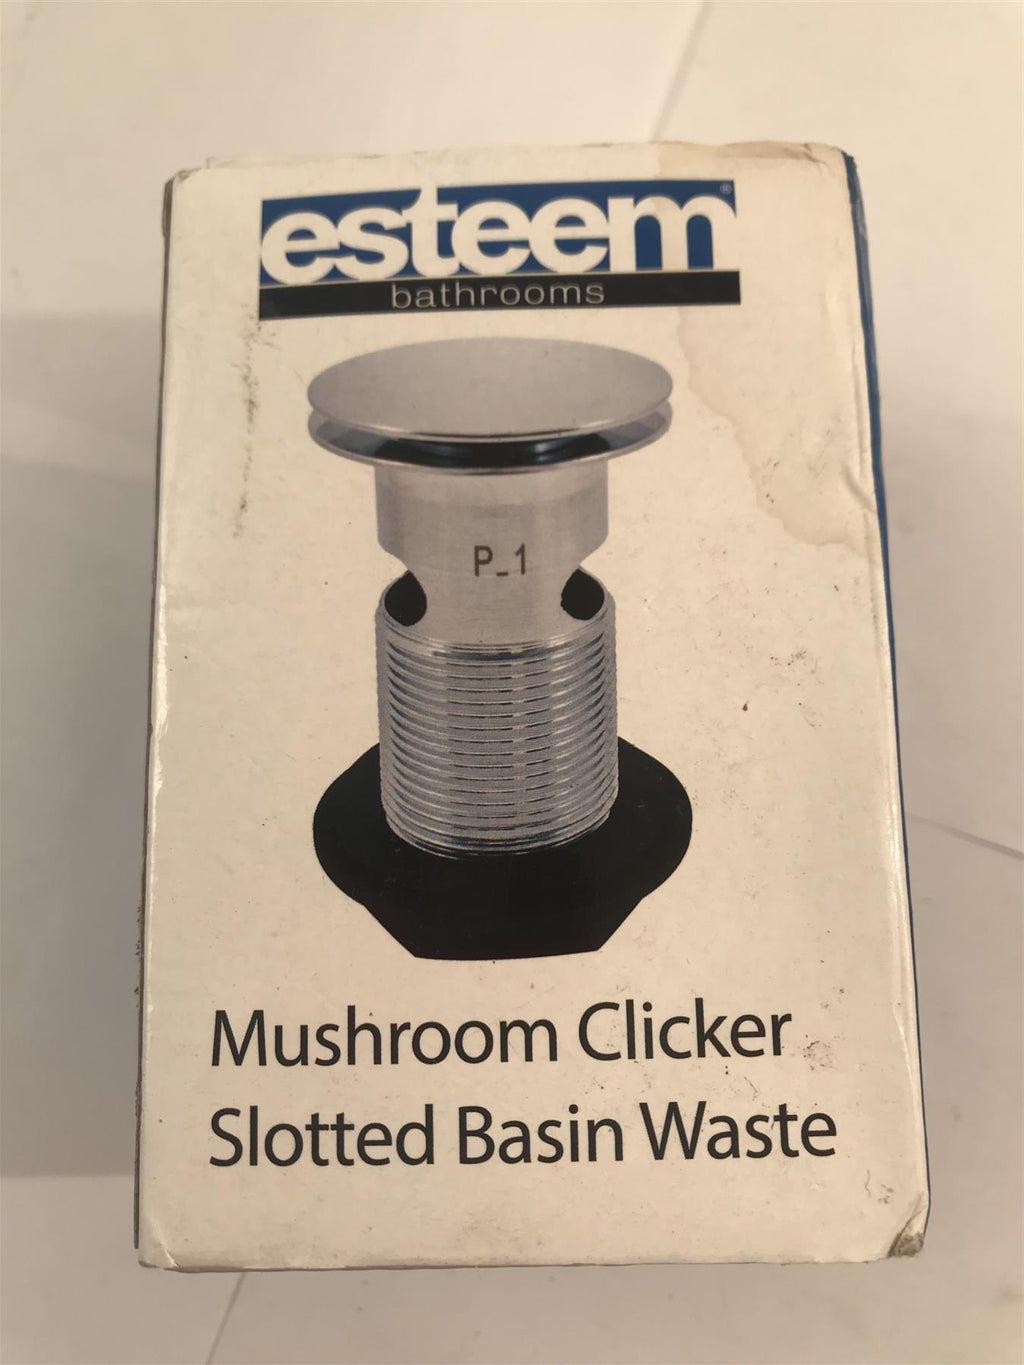 esteem®
bathrooms
P_1
Mushroom Clicker
Slotted Basin Waste